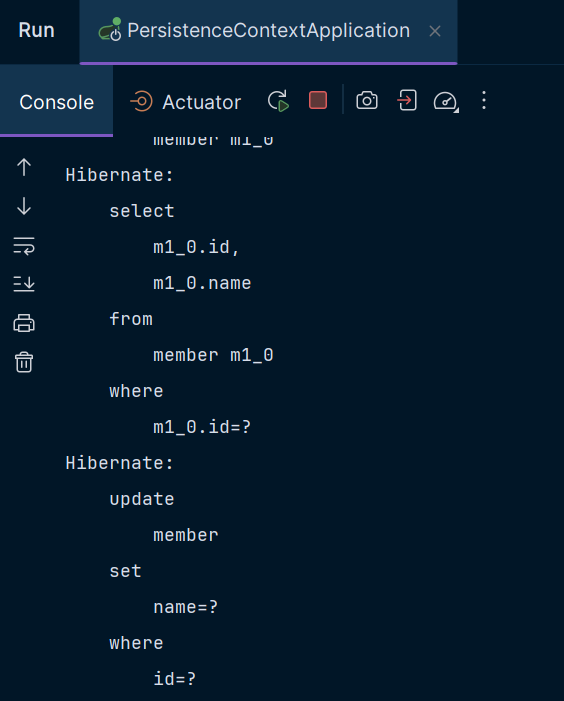 Run PersistenceContextApplication
Console Actuator
member m1_0
Hibernate:
select
m1_0.id,
m1_0.name
from
member m1_0
where
m1_0.id=?
Hibernate:
update
member
set
name=?
where
id=?